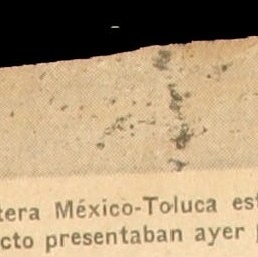 tera México-Toluca est
cto presentaban ayer